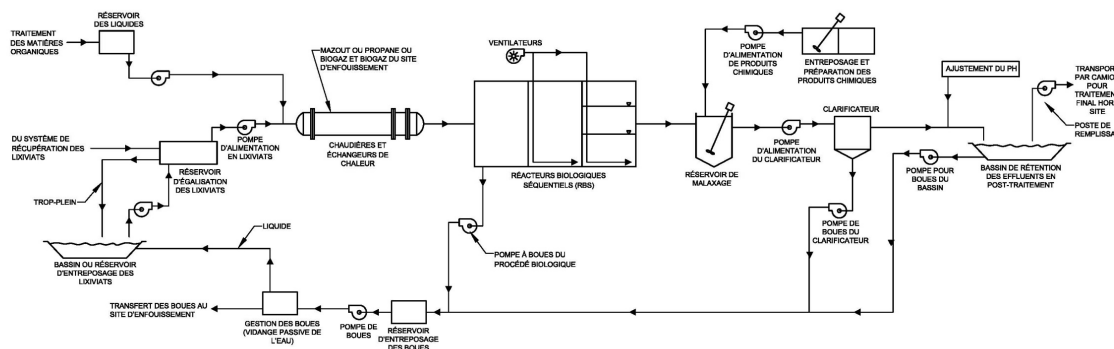 TRAITEMENT
DES MATIÈRES
ORGANIQUES
RÉSERVOIR
DES LIQUIDES
MAZOUT OU PROPANE OU
BIOGAZ ET BIOGAZ DU SITE
D'ENFOUISSEMENT
VENTILATEURS
POMPE
D'ALIMENTATION
DE PRODUITS
CHIMIQUES
ENTREPOSAGE ET
PRÉPARATION DES
PRODUITS CHIMIQUES
CLARIFICATEUR
AJUSTEMENT DU PH
TRANSPOR
PAR CAMIO
POUR
TRAITEMEN
FINAL HOR
SITE
POSTE DE
REMPLISSA
DU SYSTÈME DE
RÉCUPÉRATION DES
LIXIVIATS
POMPE
D'ALIMENTATION
EN LIXIVIATS
CHAUDIÈRES ET
ÉCHANGEURS DE
CHALEUR
RÉSERVOIR
D'ÉGALISATION DES
LIXIVIATS
RÉACTEURS BIOLOGIQUES
SÉQUENTIELS (RBS)
RÉSERVOIR DE
MALAXAGE
POMPE
D'ALIMENTATION
DU CLARIFICATEUR
POMPE POUR
BOUES DU
BASSIN
BASSIN DE RÉTENTION
DES EFFLUENTS EN
POST-TRAITEMENT
TROP-PLEIN
LIQUIDE
POMPE DE
BOUES DU
CLARIFICATEUR
POMPE À BOUES DU
PROCÉDÉ BIOLOGIQUE
BASSIN OU RÉSERVOIR
D'ENTREPOSAGE DES
LIXIVIATS
TRANSFERT DES BOUES AU
SITE D'ENFOUISSEMENT
GESTION DES BOUES
(VIDANGE PASSIVE DE
L'EAU)
POMPE DE
BOUES
RÉSERVOIR
D'ENTREPOSAGE
DES BOUES